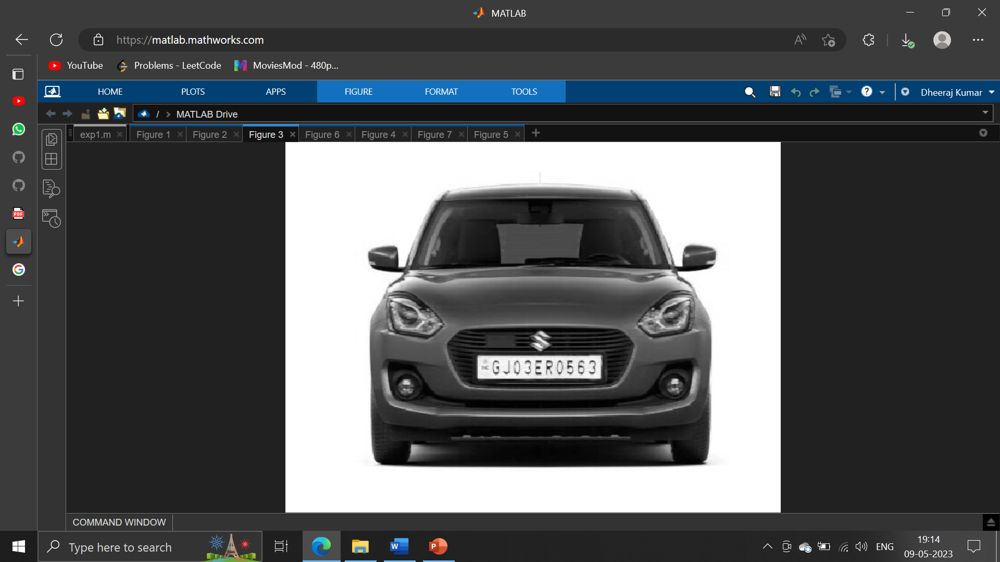 MATLAB
https://matlab.mathworks.com
YouTube Problems - LeetCode MoviesMod - 480p...
HOME PLOTS APPS FIGURE FORMAT TOOLS Dheeraj Kumar
/ > MATLAB Drive
exp1.m Figure 1 Figure 2 Figure 3 Figure 6 Figure 4 Figure 7 Figure 5
GJ03ER0563
COMMAND WINDOW
Type here to search
ENG
19:14
09-05-2023